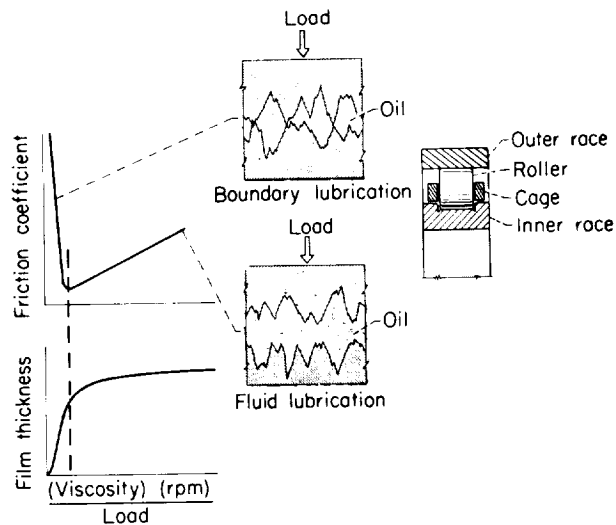 Load
Oil
Boundary lubrication
Outer race
Roller
Cage
Inner race
Friction coefficient
Load
Oil
Fluid lubrication
Film thickness
(Viscosity) (rpm)
Load